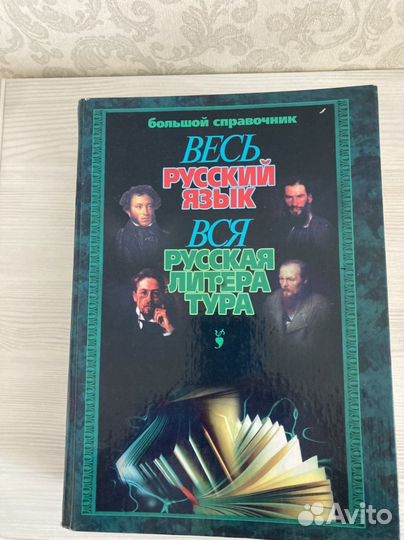 большой справочник
ВЕСЬ
РУССКИЙ
ЯЗЫК
ВСЯ
РУССКАЯ
ЛИТЕРА
ТУРА
Avito